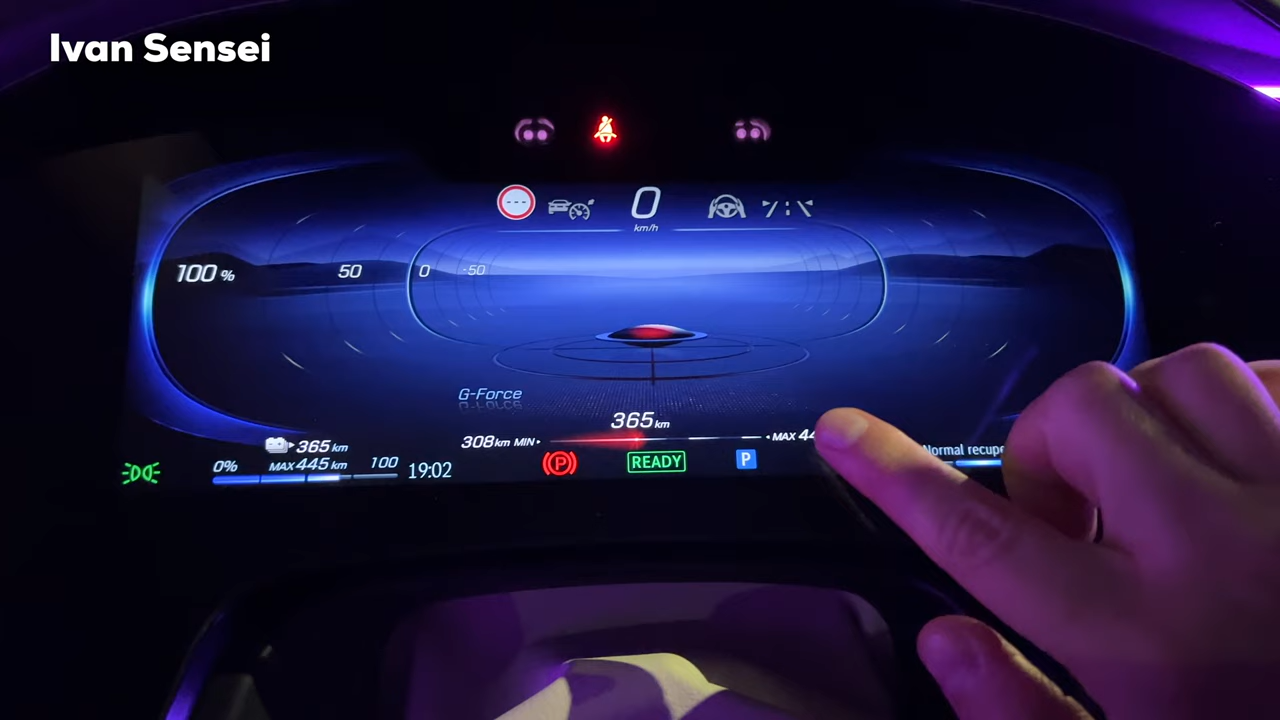 Ivan Sensei
---
0
km/h
100 %
50
0
-50
G-Force
365 km
308 km MIN
MAX 44
365 km
0%
MAX 445 km
100
19:02
P
READY
P
Normal recupe